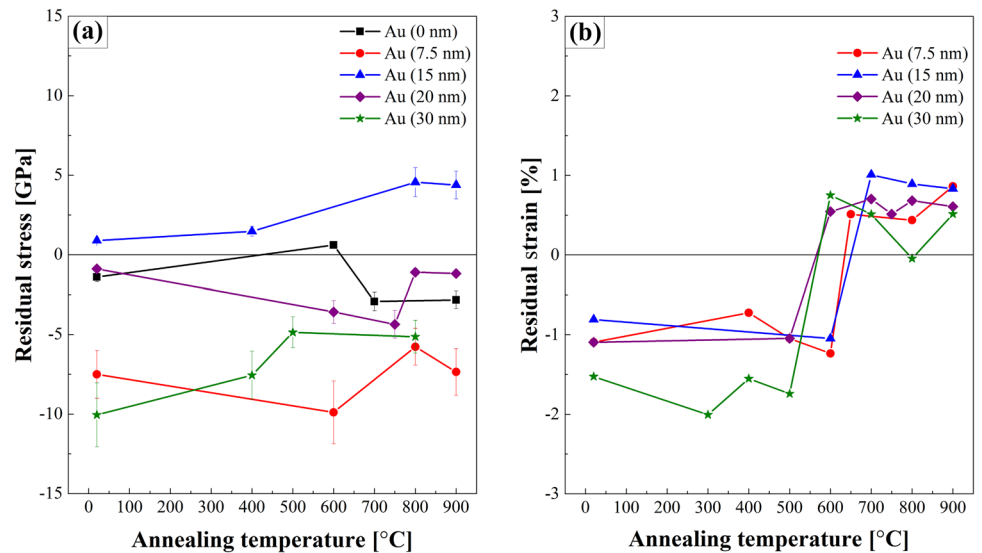 (a)
Au (0 nm)
Au (7.5 nm)
Au (15 nm)
Au (20 nm)
Au (30 nm)
Residual stress [GPa]
15
10
5
0
-5
-10
-15
0 100 200 300 400 500 600 700 800 900
Annealing temperature [°C]
(b)
Au (7.5 nm)
Au (15 nm)
Au (20 nm)
Au (30 nm)
Residual strain [%]
3
2
1
0
-1
-2
-3
0 100 200 300 400 500 600 700 800 900
Annealing temperature [°C]